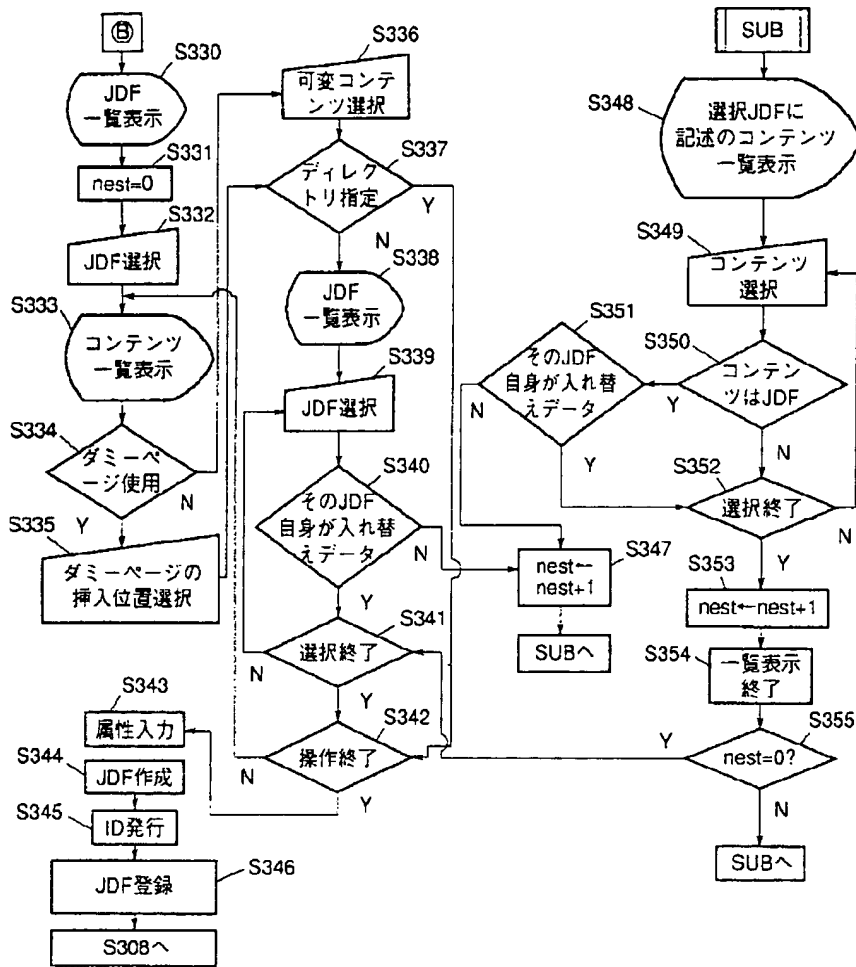 Ⓑ
S330
JDF
一覧表示
S331
nest=0
S332
JDF選択
S333
コンテンツ
一覧表示
S334
ダミーペ
ージ使用
N
Y
S335
ダミーページの
挿入位置選択
S336
可変コンテ
ンツ選択
S337
ディレク
トリ指定
Y
N
S338
JDF
一覧表示
S339
JDF選択
S340
そのJDF
自身が入れ替
えデータ
N
Y
S341
選択終了
N
Y
S342
操作終了
N
Y
S343
属性入力
S344
JDF作成
S345
ID発行
S346
JDF登録
S308へ
SUB
S348
選択JDFに
記述のコンテンツ
一覧表示
S349
コンテンツ
選択
S350
コンテン
ツはJDF
Y
N
S351
そのJDF
自身が入れ替
えデータ
N
Y
S352
選択終了
N
Y
S347
nest←
nest+1
SUBへ
S353
nest←nest+1
S354
一覧表示
終了
S355
nest=0?
Y
N
SUBへ